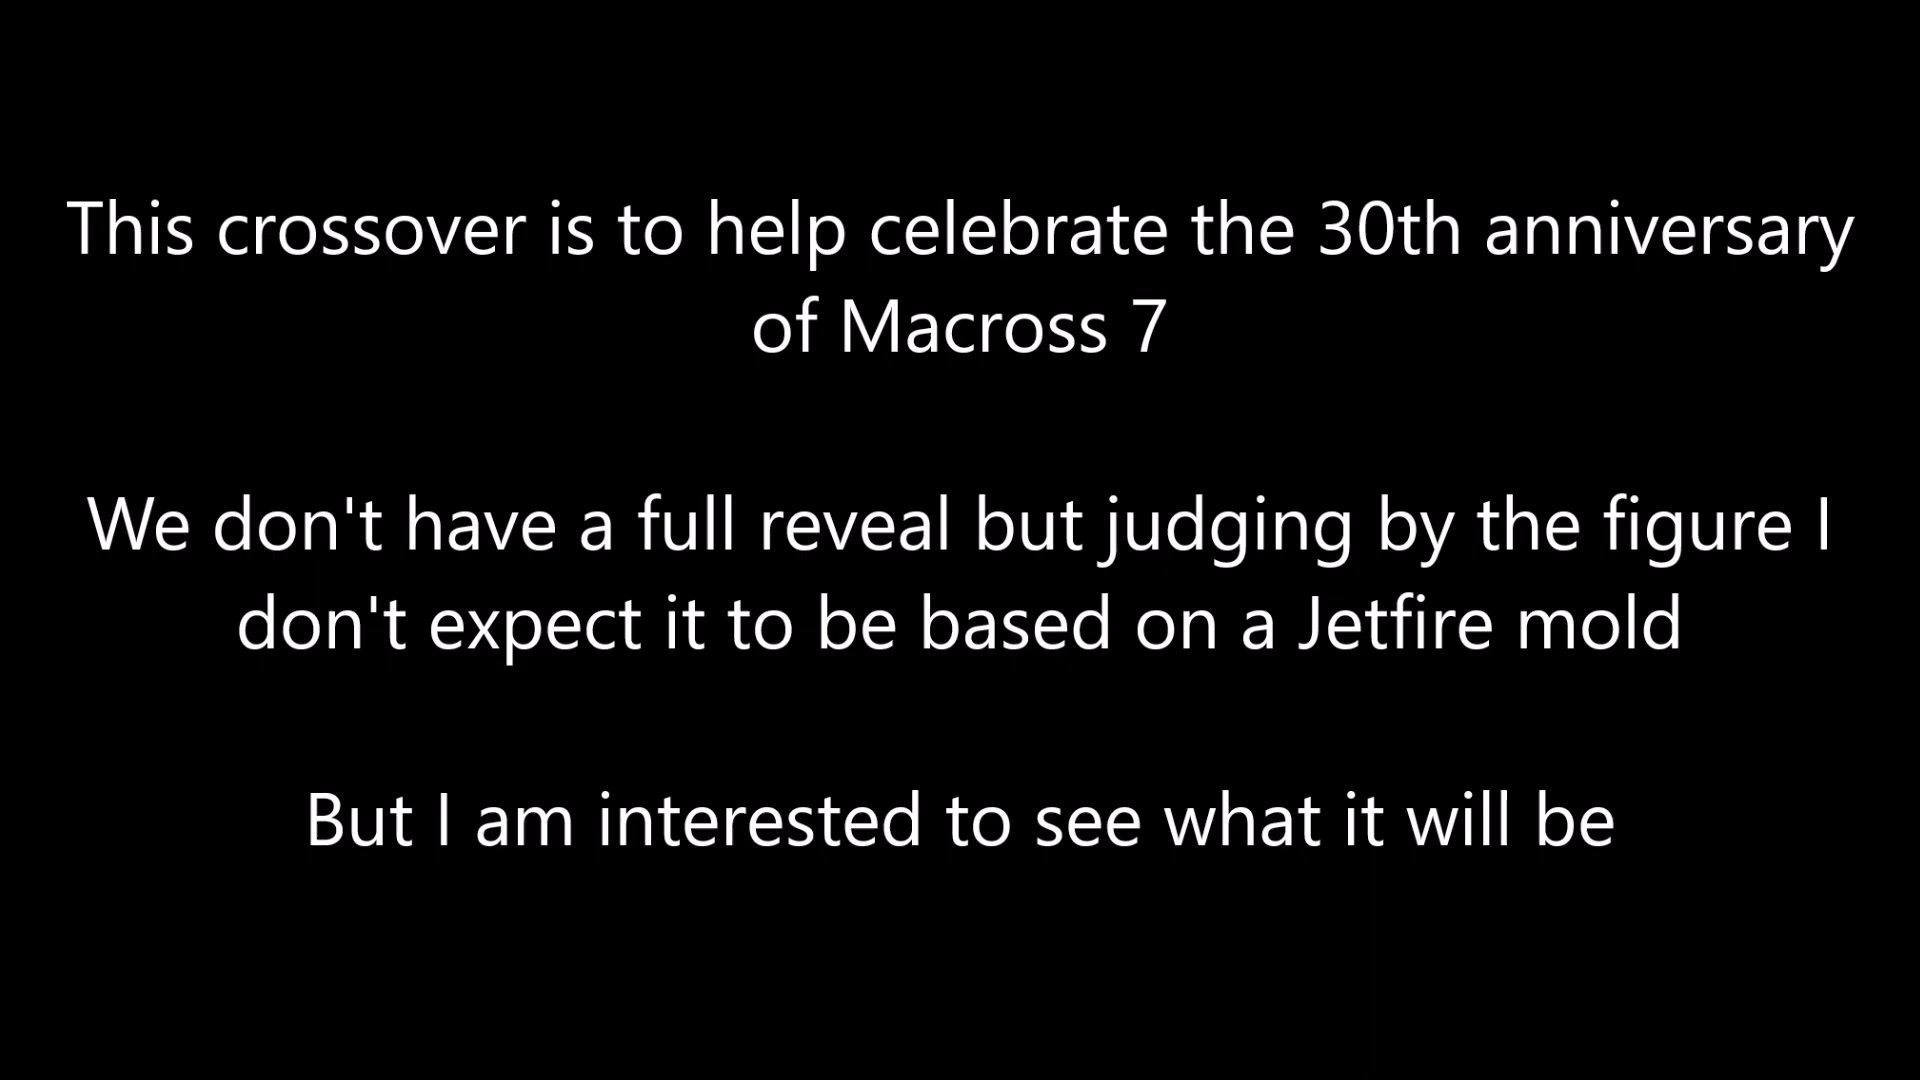 This crossover is to help celebrate the 30th anniversary
of Macross 7
We don't have a full reveal but judging by the figure I
don't expect it to be based on a Jetfire mold
But I am interested to see what it will be